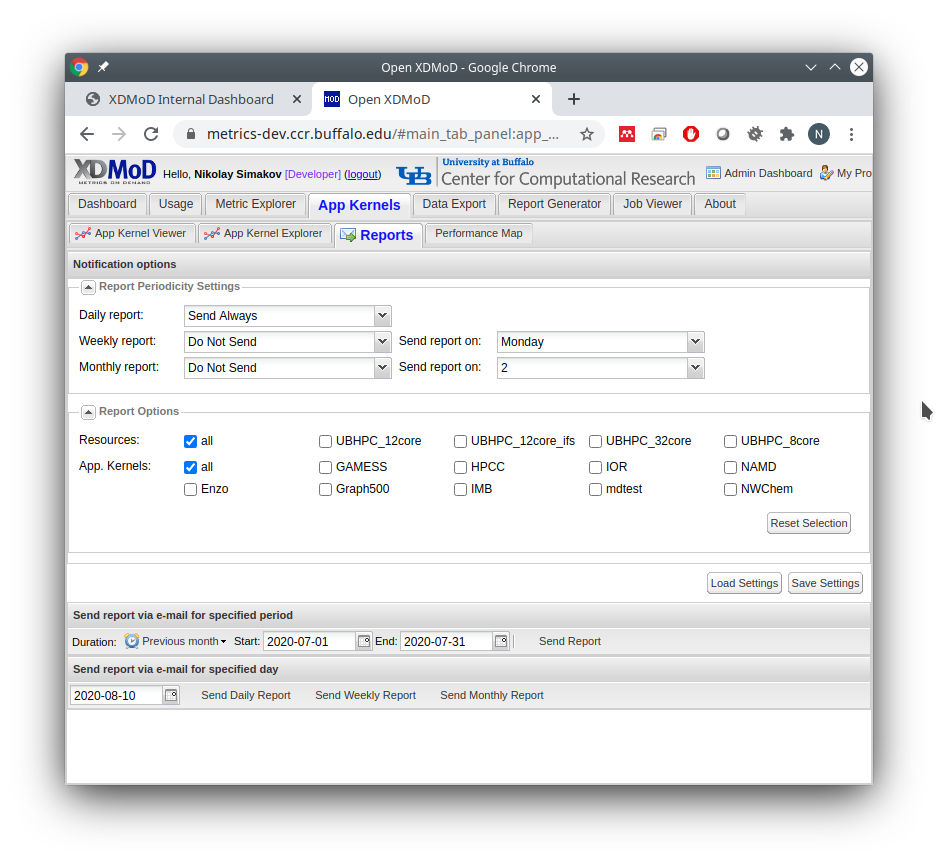 Open XDMoD - Google Chrome
XDMoD Internal Dashboard MOD Open XDMoD
metrics-dev.ccr.buffalo.edu/#main_tab_panel:app_... N
XDMoD METRICS ON DEMAND Hello, Nikolay Simakov [Developer] (logout) UB University at Buffalo Center for Computational Research Admin Dashboard My Pro
Dashboard Usage Metric Explorer App Kernels Data Export Report Generator Job Viewer About
App Kernel Viewer App Kernel Explorer Reports Performance Map
Notification options
Report Periodicity Settings
Daily report: Send Always
Weekly report: Do Not Send Send report on: Monday
Monthly report: Do Not Send Send report on: 2
Report Options
Resources: all UBHPC_12core UBHPC_12core_ifs UBHPC_32core UBHPC_8core
App. Kernels: all GAMESS HPCC IOR NAMD
Enzo Graph500 IMB mdtest NWChem
Reset Selection
Load Settings Save Settings
Send report via e-mail for specified period
Duration: Previous month Start: 2020-07-01 End: 2020-07-31 Send Report
Send report via e-mail for specified day
2020-08-10 Send Daily Report Send Weekly Report Send Monthly Report